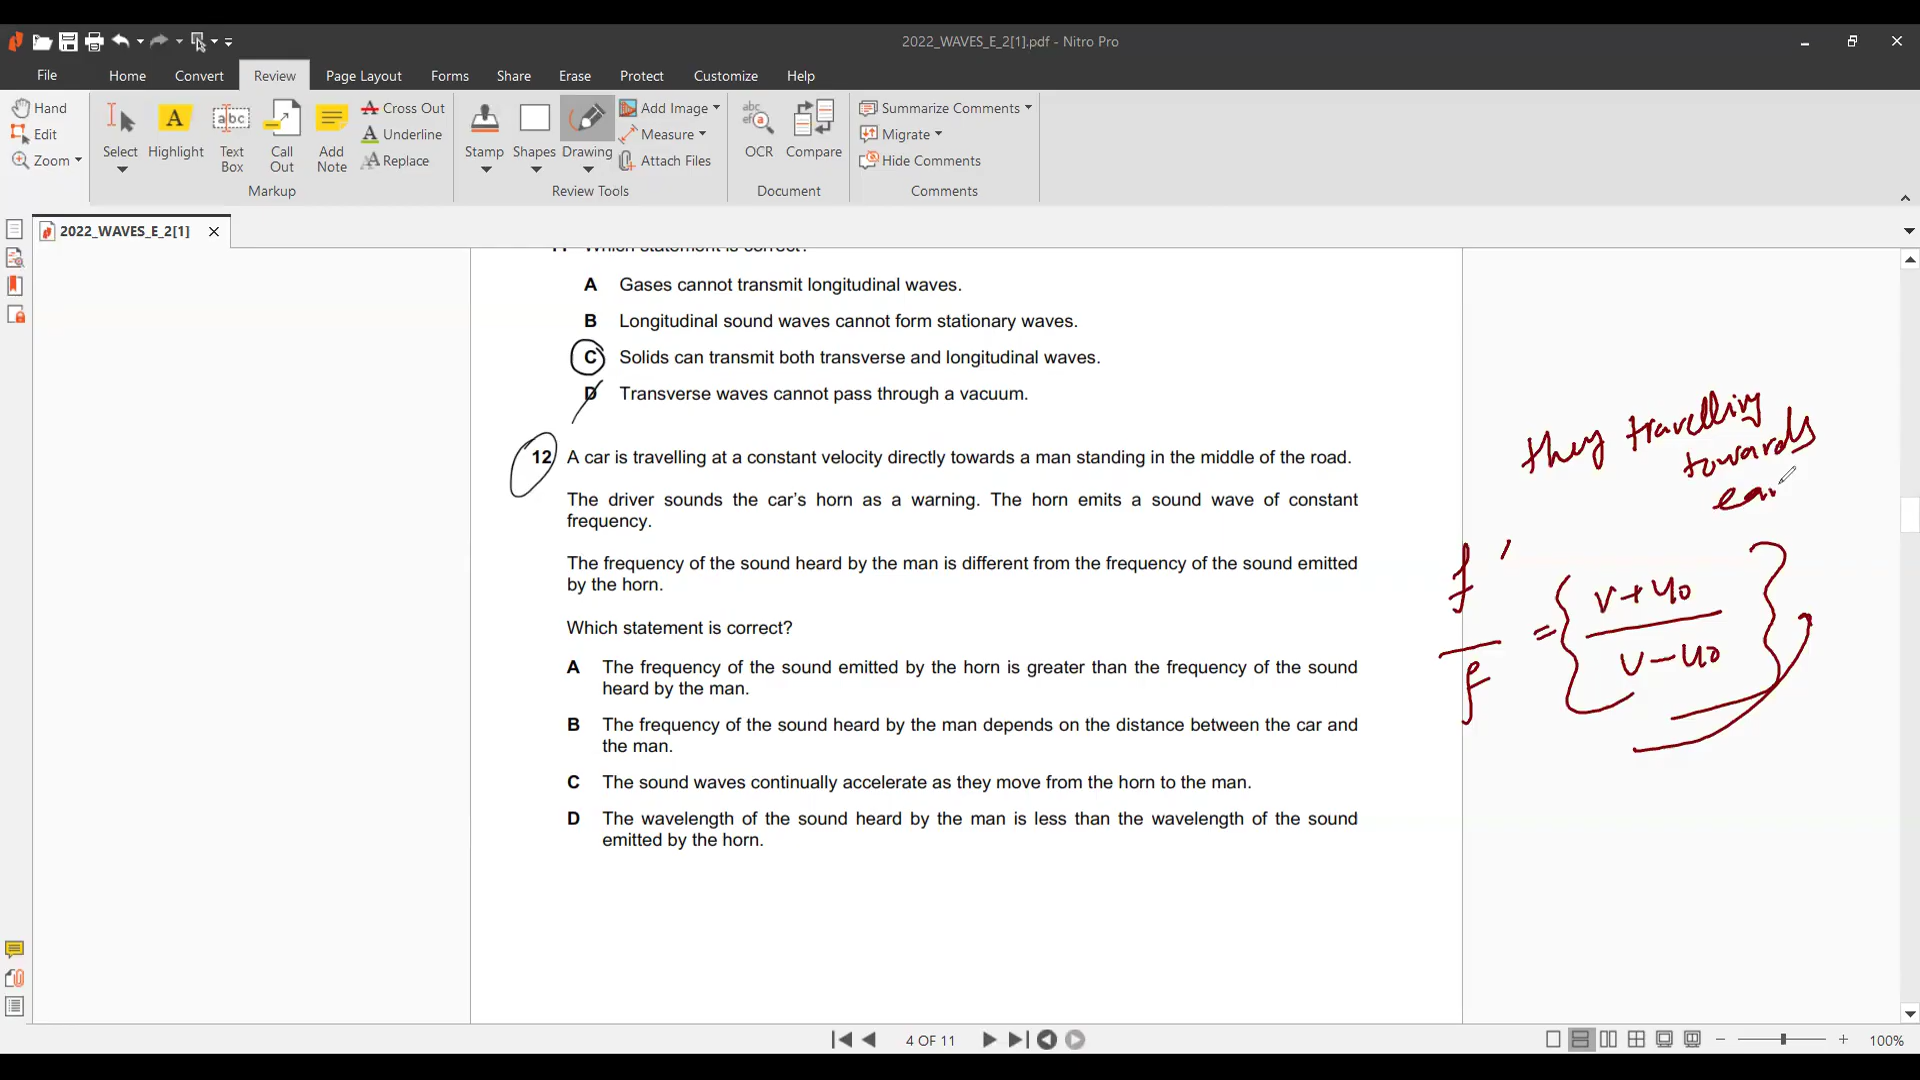 2022_WAVES_E_2[1].pdf - Nitro Pro
File Home Convert Review Page Layout Forms Share Erase Protect Customize Help
Hand
Edit
Zoom
Select
Highlight
Text Box
Call Out
Add Note
Cross Out
Underline
Replace
Markup
Stamp
Shapes
Drawing
Add Image
Measure
Attach Files
Review Tools
OCR
Compare
Document
Summarize Comments
Migrate
Hide Comments
Comments
2022_WAVES_E_2[1]
Which statement is correct?
A Gases cannot transmit longitudinal waves.
B Longitudinal sound waves cannot form stationary waves.
C Solids can transmit both transverse and longitudinal waves.
D Transverse waves cannot pass through a vacuum.
12 A car is travelling at a constant velocity directly towards a man standing in the middle of the road.
The driver sounds the car's horn as a warning. The horn emits a sound wave of constant
frequency.
The frequency of the sound heard by the man is different from the frequency of the sound emitted
by the horn.
Which statement is correct?
A The frequency of the sound emitted by the horn is greater than the frequency of the sound
heard by the man.
B The frequency of the sound heard by the man depends on the distance between the car and
the man.
C The sound waves continually accelerate as they move from the horn to the man.
D The wavelength of the sound heard by the man is less than the wavelength of the sound
emitted by the horn.
they travelling
towards
ea
f'
f
=
{ v+u0
v-u0 }
4 OF 11
100%